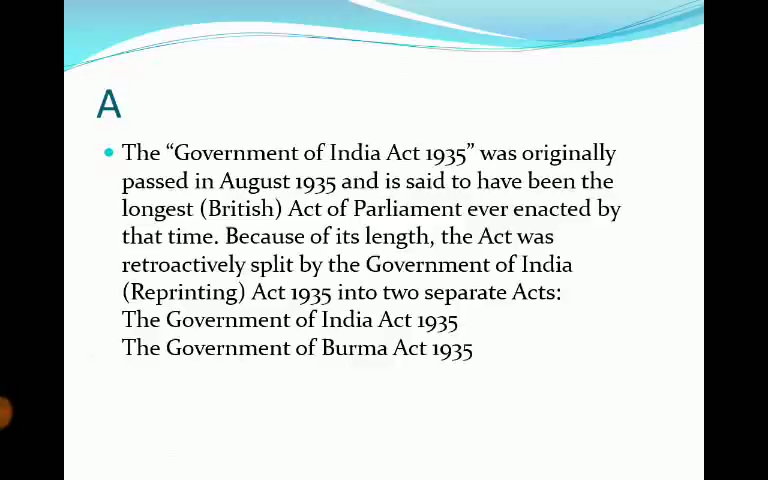 A
The “Government of India Act 1935” was originally
passed in August 1935 and is said to have been the
longest (British) Act of Parliament ever enacted by
that time. Because of its length, the Act was
retroactively split by the Government of India
(Reprinting) Act 1935 into two separate Acts:
The Government of India Act 1935
The Government of Burma Act 1935